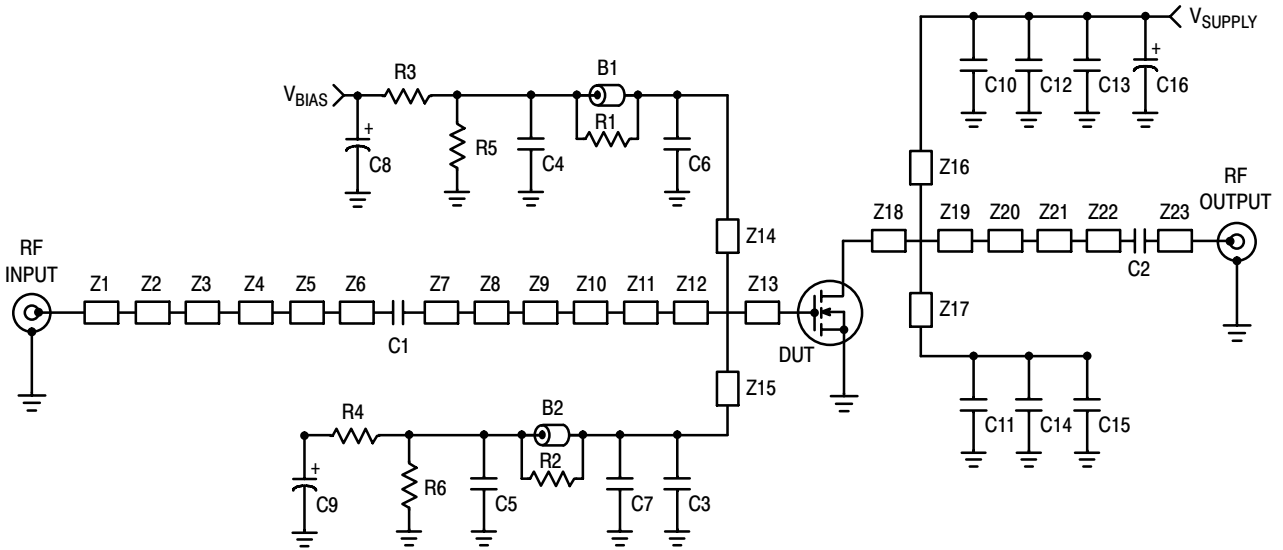 VSUPPLY
C10
C12
C13
+
C16
VBIAS
R3
B1
R1
+
C8
R5
C4
C6
Z16
Z14
RF
INPUT
Z1
Z2
Z3
Z4
Z5
Z6
C1
Z7
Z8
Z9
Z10
Z11
Z12
Z13
DUT
Z18
Z19
Z20
Z21
Z22
C2
Z23
RF
OUTPUT
Z17
Z15
C11
C14
C15
R4
B2
R2
+
C9
R6
C5
C7
C3